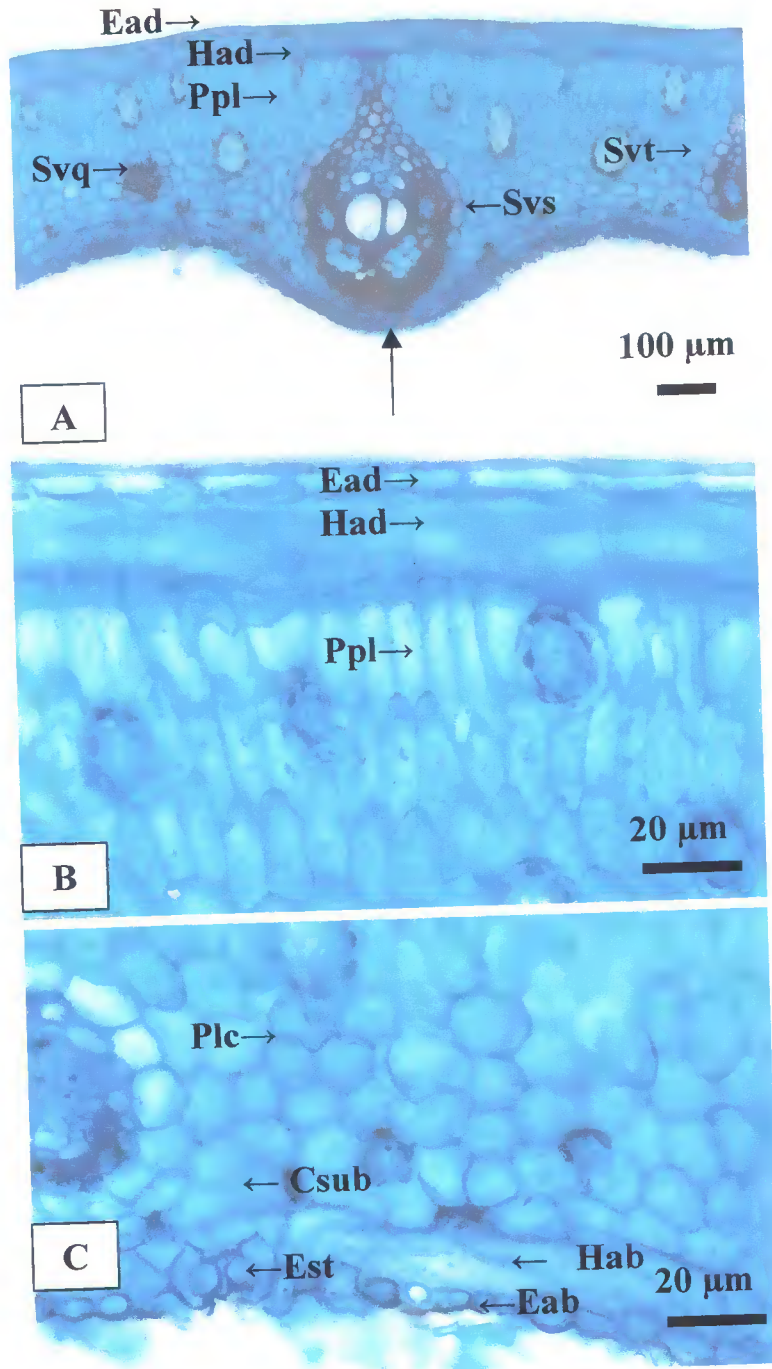 Ead→
Had→
Ppl→
Svq→
Svt→
←Svs
100 µm
A
Ead→
Had→
Ppl→
20 µm
B
Plc→
← Csub
C
←Est
← Hab
20 µm
←Eab